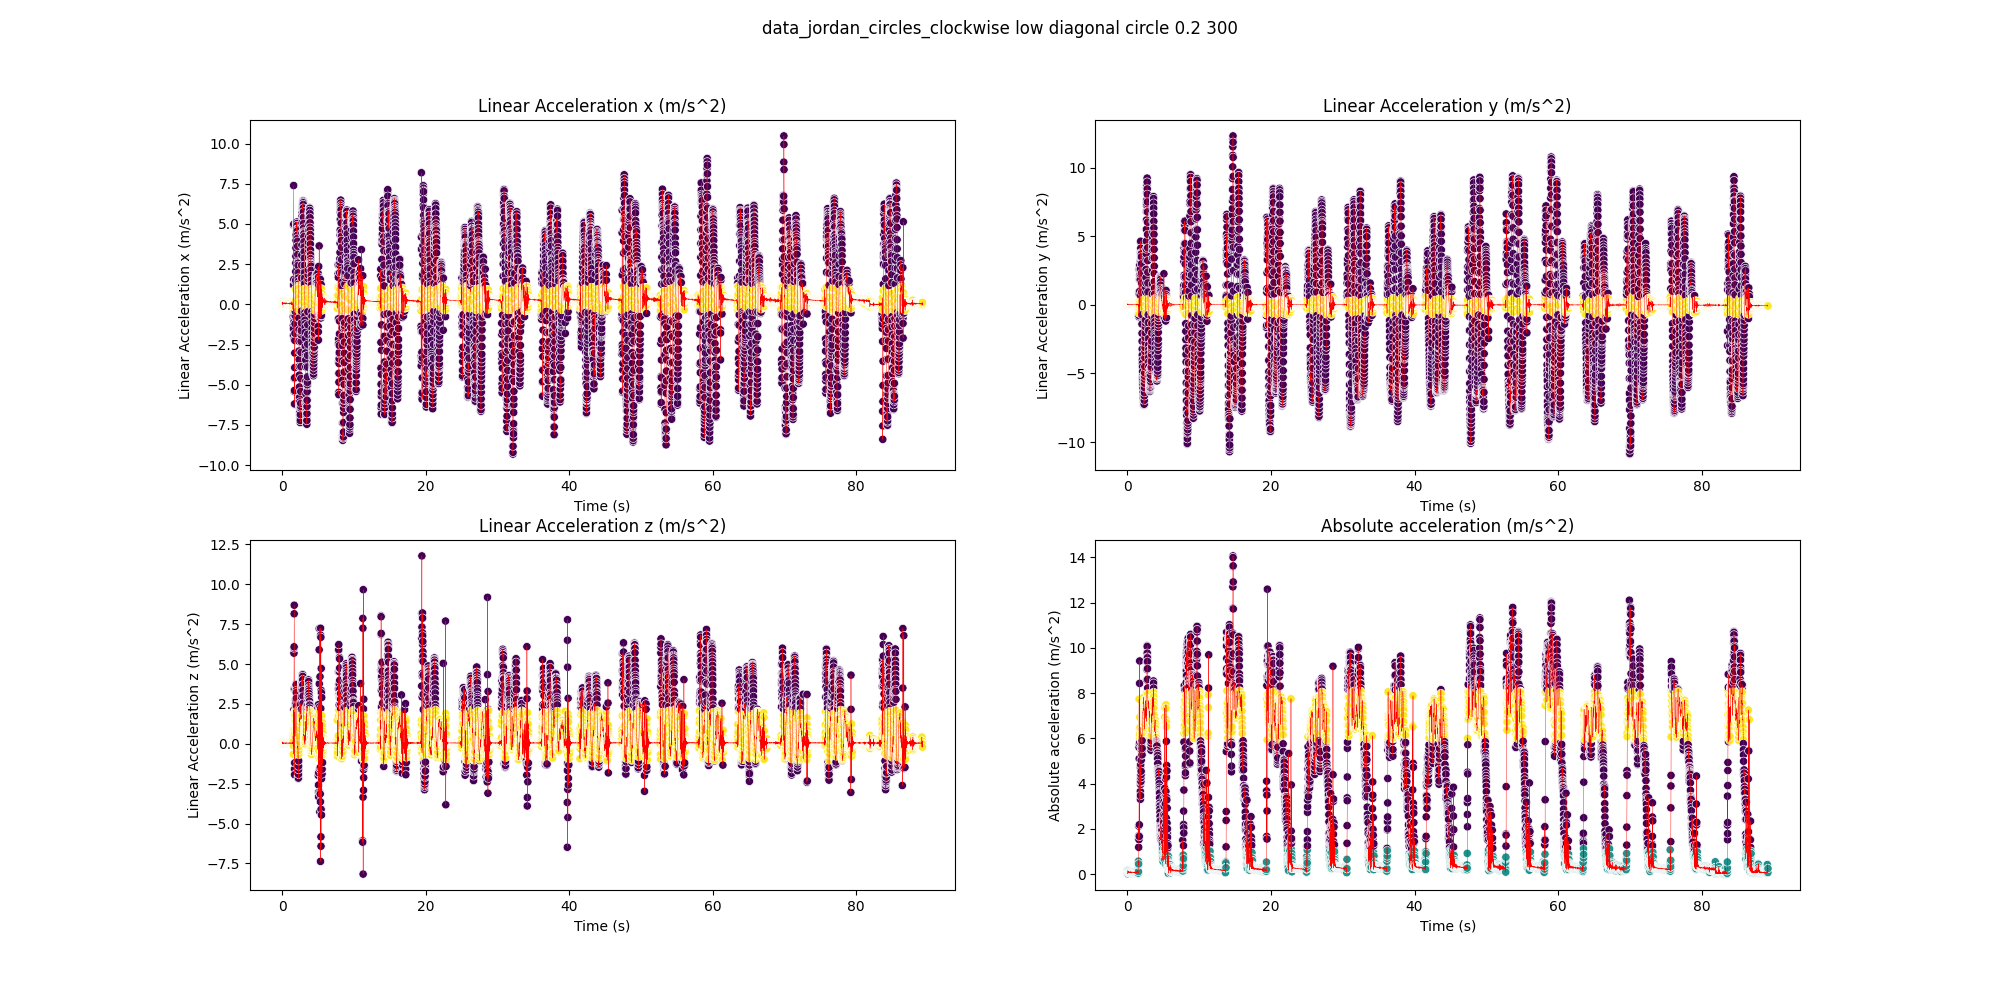 data_jordan_circles_clockwise low diagonal circle 0.2 300
Linear Acceleration x (m/s^2)
Linear Acceleration x (m/s^2)
10.0
7.5
5.0
2.5
0.0
−2.5
−5.0
−7.5
−10.0
0 20 40 60 80
Time (s)
Linear Acceleration y (m/s^2)
Linear Acceleration y (m/s^2)
10
5
0
−5
−10
0 20 40 60 80
Time (s)
Linear Acceleration z (m/s^2)
Linear Acceleration z (m/s^2)
12.5
10.0
7.5
5.0
2.5
0.0
−2.5
−5.0
−7.5
0 20 40 60 80
Time (s)
Absolute acceleration (m/s^2)
Absolute acceleration (m/s^2)
14
12
10
8
6
4
2
0
0 20 40 60 80
Time (s)